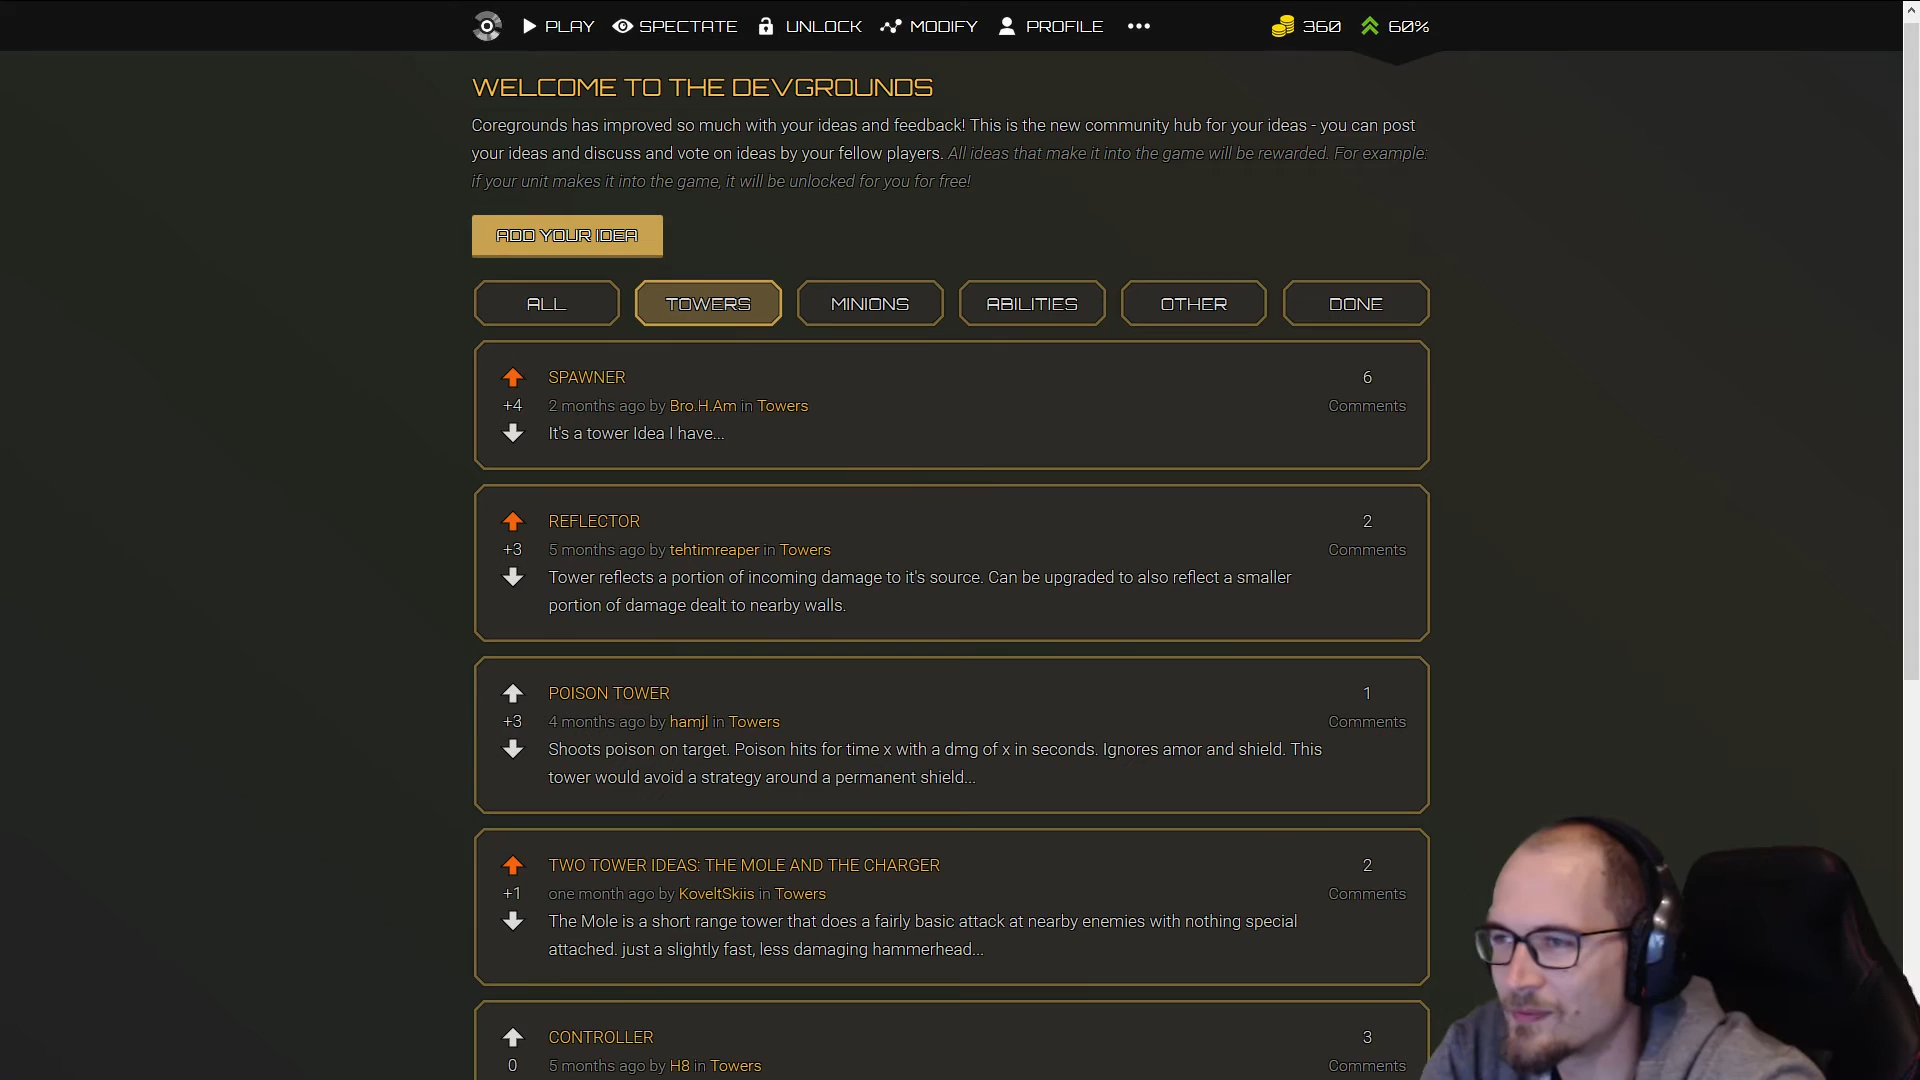 PLAY SPECTATE UNLOCK MODIFY PROFILE 360 60%
WELCOME TO THE DEVGROUNDS
Coregrounds has improved so much with your ideas and feedback! This is the new community hub for your ideas - you can post
your ideas and discuss and vote on ideas by your fellow players. All ideas that make it into the game will be rewarded. For example:
if your unit makes it into the game, it will be unlocked for you for free!
ADD YOUR IDEA
ALL TOWERS MINIONS ABILITIES OTHER DONE
SPAWNER 6
+4 2 months ago by Bro.H.Am in Towers Comments
It's a tower Idea I have...
REFLECTOR 2
+3 5 months ago by tehtimreaper in Towers Comments
Tower reflects a portion of incoming damage to it's source. Can be upgraded to also reflect a smaller
portion of damage dealt to nearby walls.
POISON TOWER 1
+3 4 months ago by hamjl in Towers Comments
Shoots poison on target. Poison hits for time x with a dmg of x in seconds. Ignores amor and shield. This
tower would avoid a strategy around a permanent shield...
TWO TOWER IDEAS: THE MOLE AND THE CHARGER 2
+1 one month ago by KoveltSkiis in Towers Comments
The Mole is a short range tower that does a fairly basic attack at nearby enemies with nothing special
attached. just a slightly fast, less damaging hammerhead...
CONTROLLER 3
0 5 months ago by H8 in Towers Comments